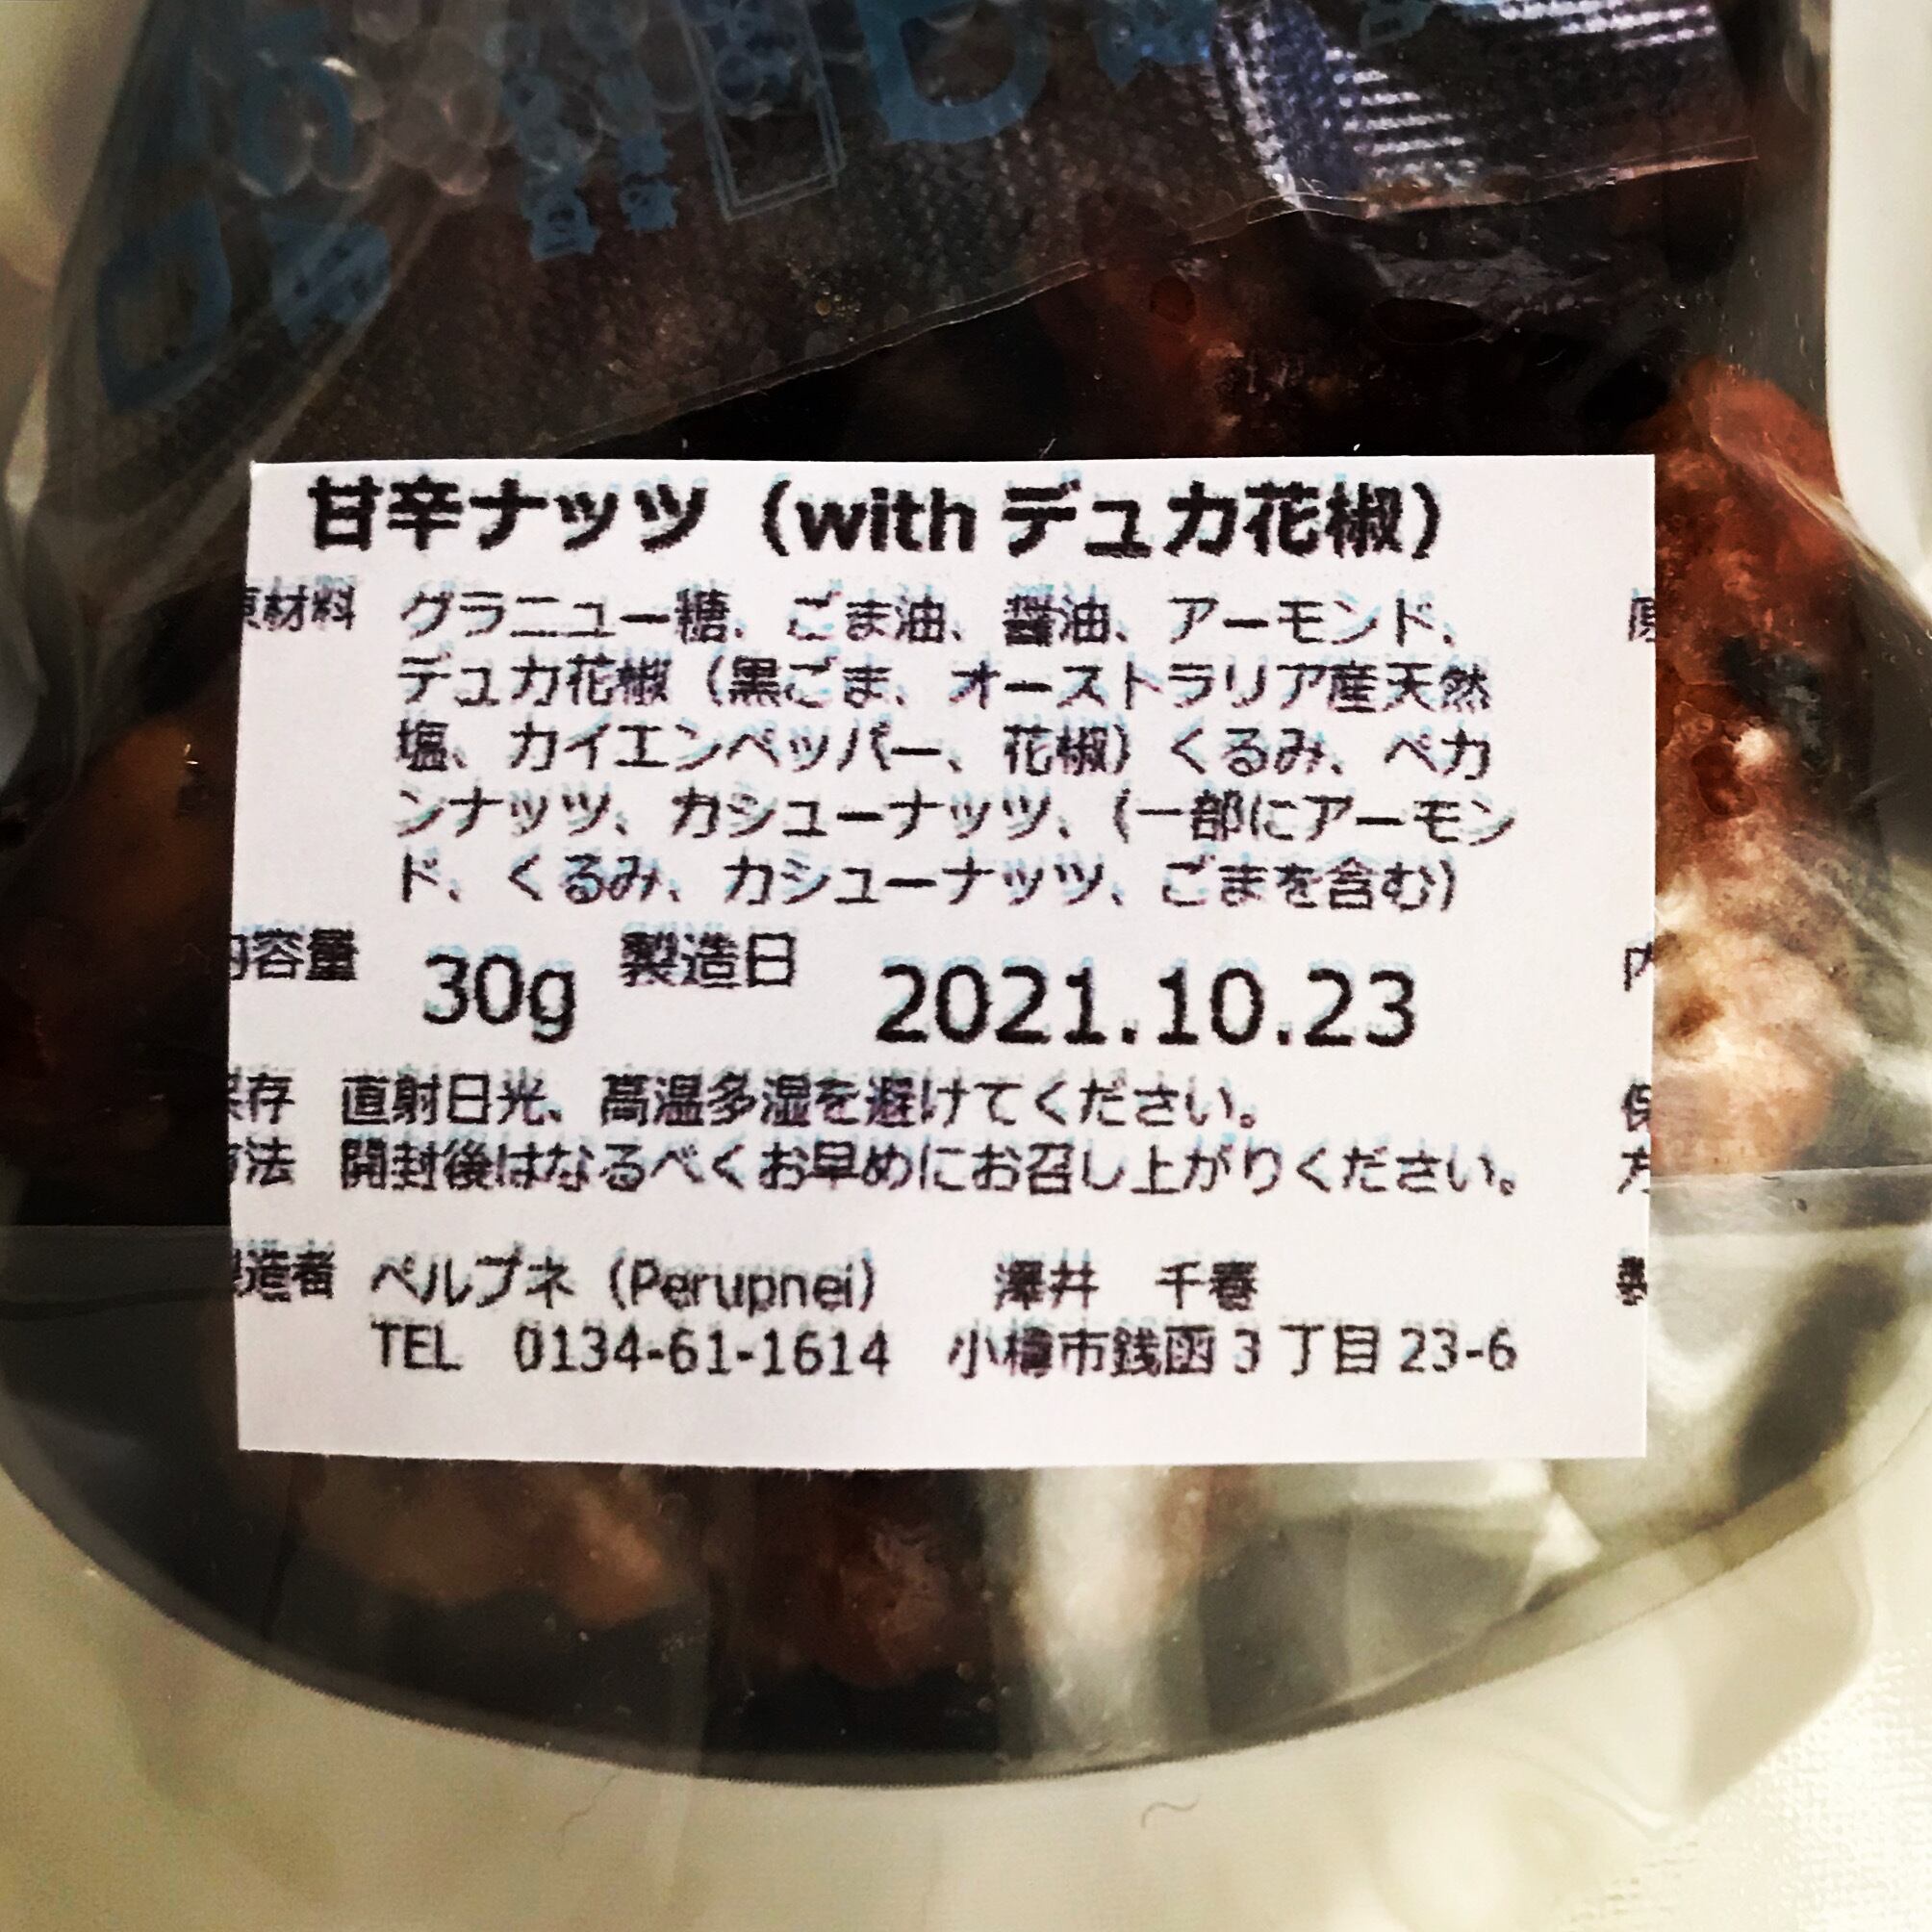 甘辛ナッツ（with デュカ花椒）
原材料 グラニュー糖、ごま油、醤油、アーモンド、 原
デュカ花椒（黒ごま、オーストラリア産天然
塩、カイエンペッパー、花椒）くるみ、ペカ
ンナッツ、カシューナッツ、（一部にアーモン
ド、くるみ、カシューナッツ、ごまを含む）
内容量 30g 製造日 2021.10.23 内
保存 直射日光、高温多湿を避けてください。 保
方法 開封後はなるべくお早めにお召し上がりください。 方
製造者 ペルプネ（Perupnei） 澤井 千春 製
TEL 0134-61-1614 小樽市銭函3丁目23-6